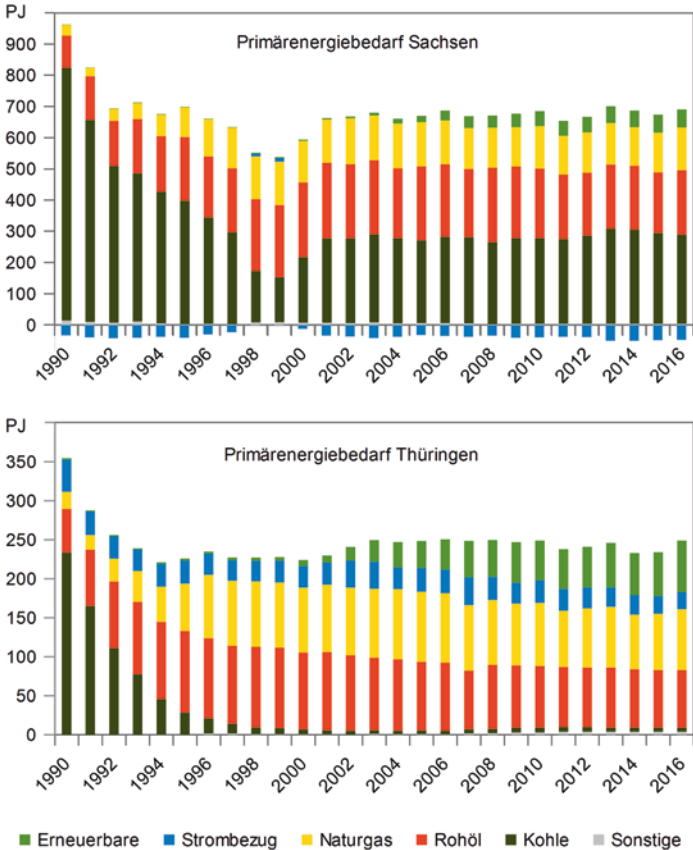 PJ
Primärenergiebedarf Sachsen
900
800
700
600
500
400
300
200
100
0
1990 1992 1994 1996 1998 2000 2002 2004 2006 2008 2010 2012 2014 2016
PJ
Primärenergiebedarf Thüringen
350
300
250
200
150
100
50
0
1990 1992 1994 1996 1998 2000 2002 2004 2006 2008 2010 2012 2014 2016
Erneuerbare Strombezug Naturgas Rohöl Kohle Sonstige